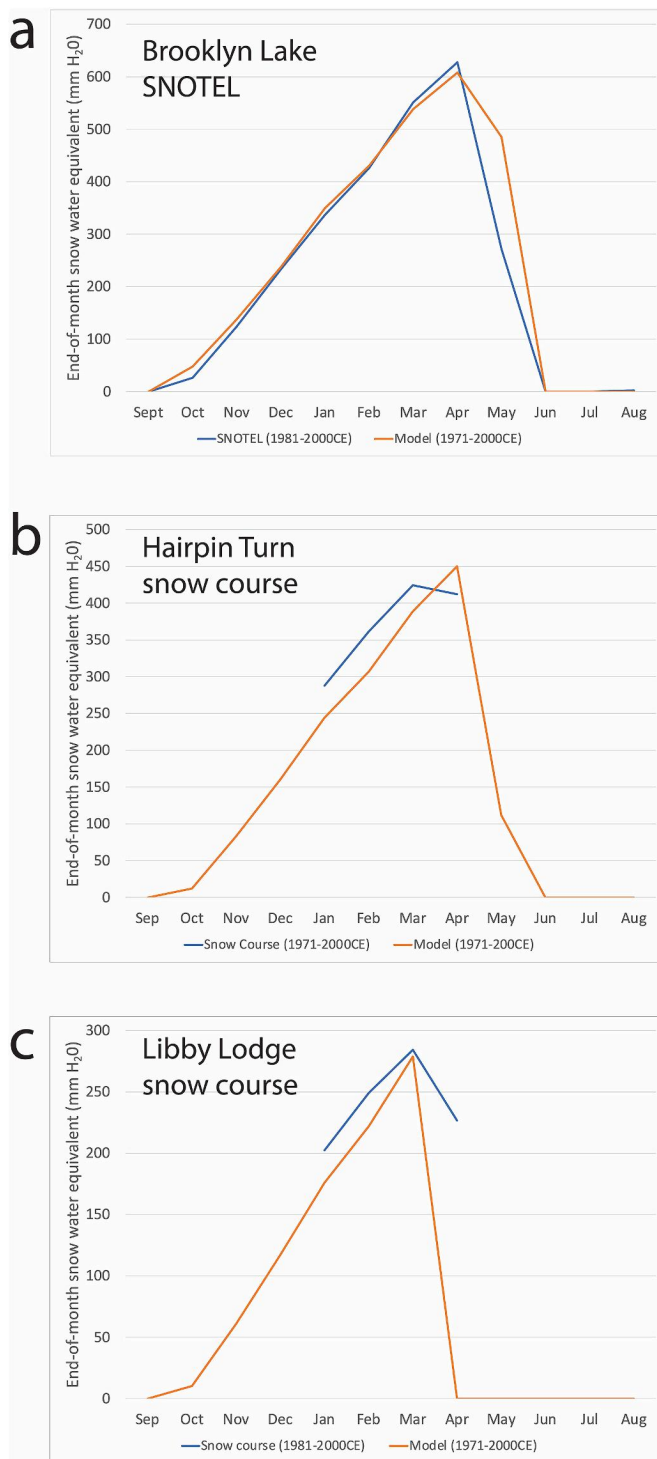 a
Brooklyn Lake
SNOTEL
End-of-month snow water equivalent (mm H₂0)
700
600
500
400
300
200
100
0
Sept Oct Nov Dec Jan Feb Mar Apr May Jun Jul Aug
SNOTEL (1981-2000CE) Model (1971-2000CE)
b
Hairpin Turn
snow course
End-of-month snow water equivalent (mm H₂0)
500
450
400
350
300
250
200
150
100
50
0
Sep Oct Nov Dec Jan Feb Mar Apr May Jun Jul Aug
Snow Course (1971-2000CE) Model (1971-200CE)
c
Libby Lodge
snow course
End-of-month snow water equivalent (mm H₂0)
300
250
200
150
100
50
0
Sep Oct Nov Dec Jan Feb Mar Apr May Jun Jul Aug
Snow course (1981-2000CE) Model (1971-2000CE)